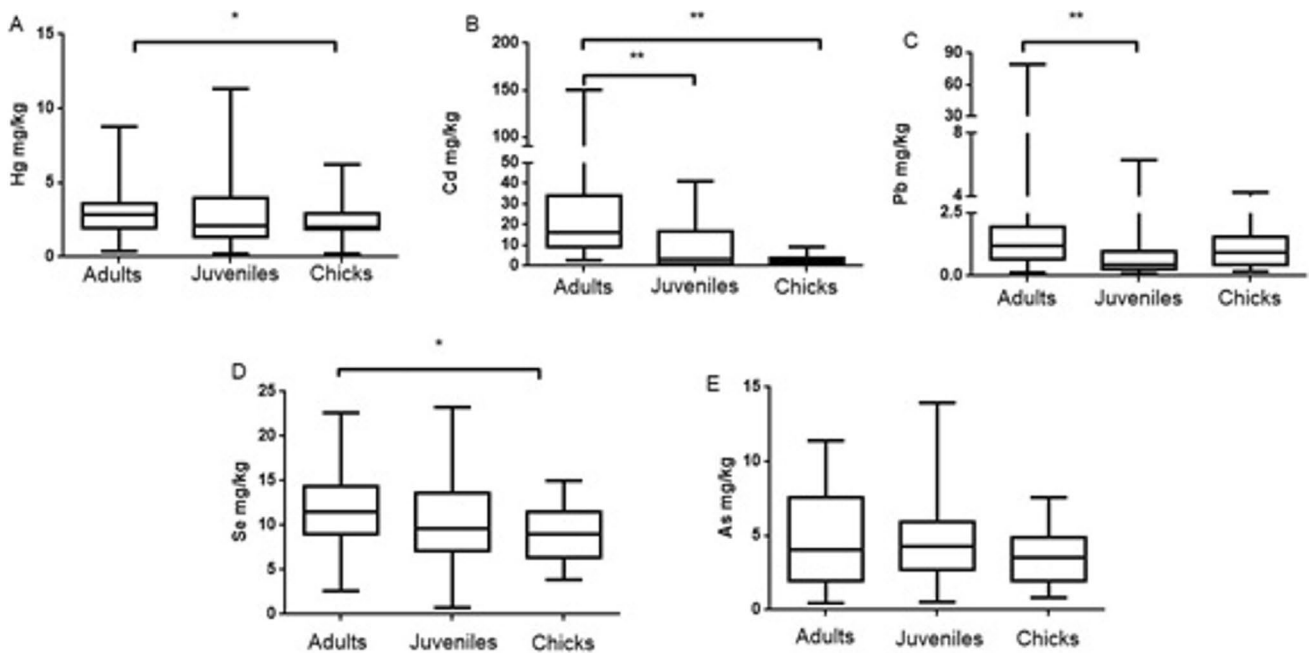 A
*
Hg mg/kg
15
10
5
0
Adults Juveniles Chicks
B
**
**
Cd mg/kg
200
150
100
50
40
30
20
10
0
Adults Juveniles Chicks
C
**
Pb mg/kg
90
60
30
8
4
2.5
0.0
Adults Juveniles Chicks
D
*
Se mg/kg
25
20
15
10
5
0
Adults Juveniles Chicks
E
As mg/kg
15
10
5
0
Adults Juveniles Chicks